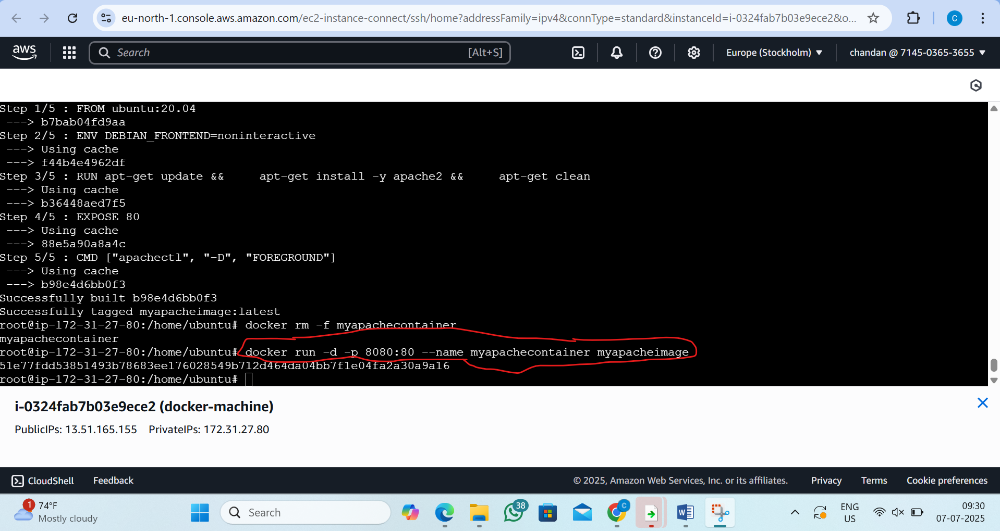 eu-north-1.console.aws.amazon.com/ec2-instance-connect/ssh/home?addressFamily=ipv4&connType=standard&instanceId=i-0324fab7b03e9ece2&o...
C
aws
Search
[Alt+S]
Europe (Stockholm)
chandan @ 7145-0365-3655
Step 1/5 : FROM ubuntu:20.04
---> b7bab04fd9aa
Step 2/5 : ENV DEBIAN_FRONTEND=noninteractive
---> Using cache
---> f44b4e4962df
Step 3/5 : RUN apt-get update &&     apt-get install -y apache2 &&     apt-get clean
---> Using cache
---> b36448aed7f5
Step 4/5 : EXPOSE 80
---> Using cache
---> 88e5a90a8a4c
Step 5/5 : CMD ["apachectl", "-D", "FOREGROUND"]
---> Using cache
---> b98e4d6bb0f3
Successfully built b98e4d6bb0f3
Successfully tagged myapacheimage:latest
root@ip-172-31-27-80:/home/ubuntu# docker rm -f myapachecontainer
myapachecontainer
root@ip-172-31-27-80:/home/ubuntu# docker run -d -p 8080:80 --name myapachecontainer myapacheimage
51e77fdd53851493b78683ee176028549b712d464da04bb7f1e04fa2a30a9a16
root@ip-172-31-27-80:/home/ubuntu#
i-0324fab7b03e9ece2 (docker-machine)
PublicIPs: 13.51.165.155    PrivateIPs: 172.31.27.80
CloudShell
Feedback
© 2025, Amazon Web Services, Inc. or its affiliates.
Privacy
Terms
Cookie preferences
1
74°F
Mostly cloudy
Search
38
C
W
ENG
US
09:30
07-07-2025